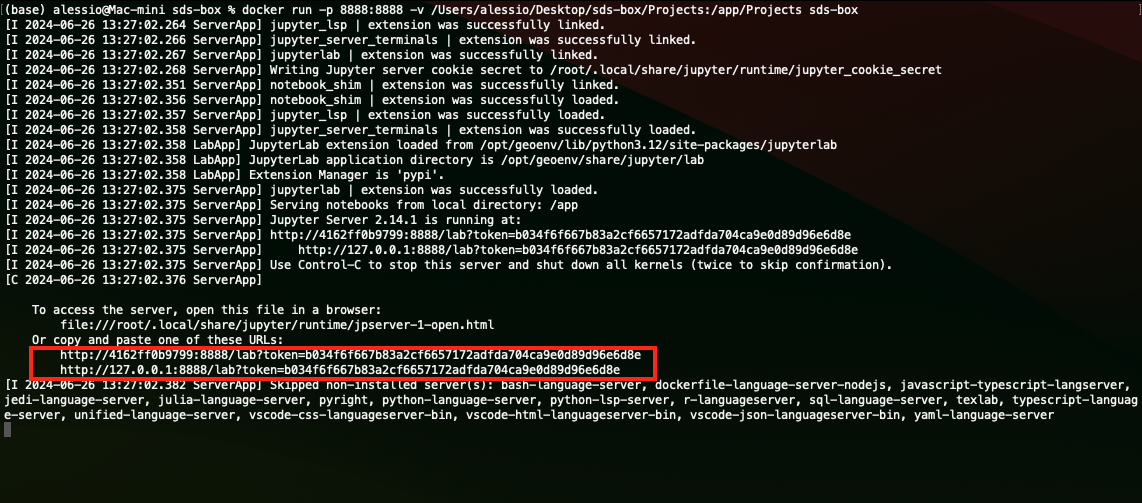 (base) alessio@Mac-mini sds-box % docker run -p 8888:8888 -v /Users/alessio/Desktop/sds-box/Projects:/app/Projects sds-box
[I 2024-06-26 13:27:02.264 ServerApp] jupyter_lsp | extension was successfully linked.
[I 2024-06-26 13:27:02.266 ServerApp] jupyter_server_terminals | extension was successfully linked.
[I 2024-06-26 13:27:02.267 ServerApp] jupyterlab | extension was successfully linked.
[I 2024-06-26 13:27:02.268 ServerApp] Writing Jupyter server cookie secret to /root/.local/share/jupyter/runtime/jupyter_cookie_secret
[I 2024-06-26 13:27:02.351 ServerApp] notebook_shim | extension was successfully linked.
[I 2024-06-26 13:27:02.356 ServerApp] notebook_shim | extension was successfully loaded.
[I 2024-06-26 13:27:02.357 ServerApp] jupyter_lsp | extension was successfully loaded.
[I 2024-06-26 13:27:02.358 ServerApp] jupyter_server_terminals | extension was successfully loaded.
[I 2024-06-26 13:27:02.358 LabApp] JupyterLab extension loaded from /opt/geoenv/lib/python3.12/site-packages/jupyterlab
[I 2024-06-26 13:27:02.358 LabApp] JupyterLab application directory is /opt/geoenv/share/jupyter/lab
[I 2024-06-26 13:27:02.358 LabApp] Extension Manager is 'pypi'.
[I 2024-06-26 13:27:02.375 ServerApp] jupyterlab | extension was successfully loaded.
[I 2024-06-26 13:27:02.375 ServerApp] Serving notebooks from local directory: /app
[I 2024-06-26 13:27:02.375 ServerApp] Jupyter Server 2.14.1 is running at:
[I 2024-06-26 13:27:02.375 ServerApp] http://4162ff0b9799:8888/lab?token=b034f6f667b83a2cf6657172adfda704ca9e0d89d96e6d8e
[I 2024-06-26 13:27:02.375 ServerApp]     http://127.0.0.1:8888/lab?token=b034f6f667b83a2cf6657172adfda704ca9e0d89d96e6d8e
[I 2024-06-26 13:27:02.375 ServerApp] Use Control-C to stop this server and shut down all kernels (twice to skip confirmation).
[C 2024-06-26 13:27:02.376 ServerApp]
To access the server, open this file in a browser:
file:///root/.local/share/jupyter/runtime/jpserver-1-open.html
Or copy and paste one of these URLs:
http://4162ff0b9799:8888/lab?token=b034f6f667b83a2cf6657172adfda704ca9e0d89d96e6d8e
http://127.0.0.1:8888/lab?token=b034f6f667b83a2cf6657172adfda704ca9e0d89d96e6d8e
[I 2024-06-26 13:27:02.382 ServerApp] Skipped non-installed server(s): bash-language-server, dockerfile-language-server-nodejs, javascript-typescript-langserver,
jedi-language-server, julia-language-server, pyright, python-language-server, python-lsp-server, r-languageserver, sql-language-server, texlab, typescript-languag
e-server, unified-language-server, vscode-css-languageserver-bin, vscode-html-languageserver-bin, vscode-json-languageserver-bin, yaml-language-server